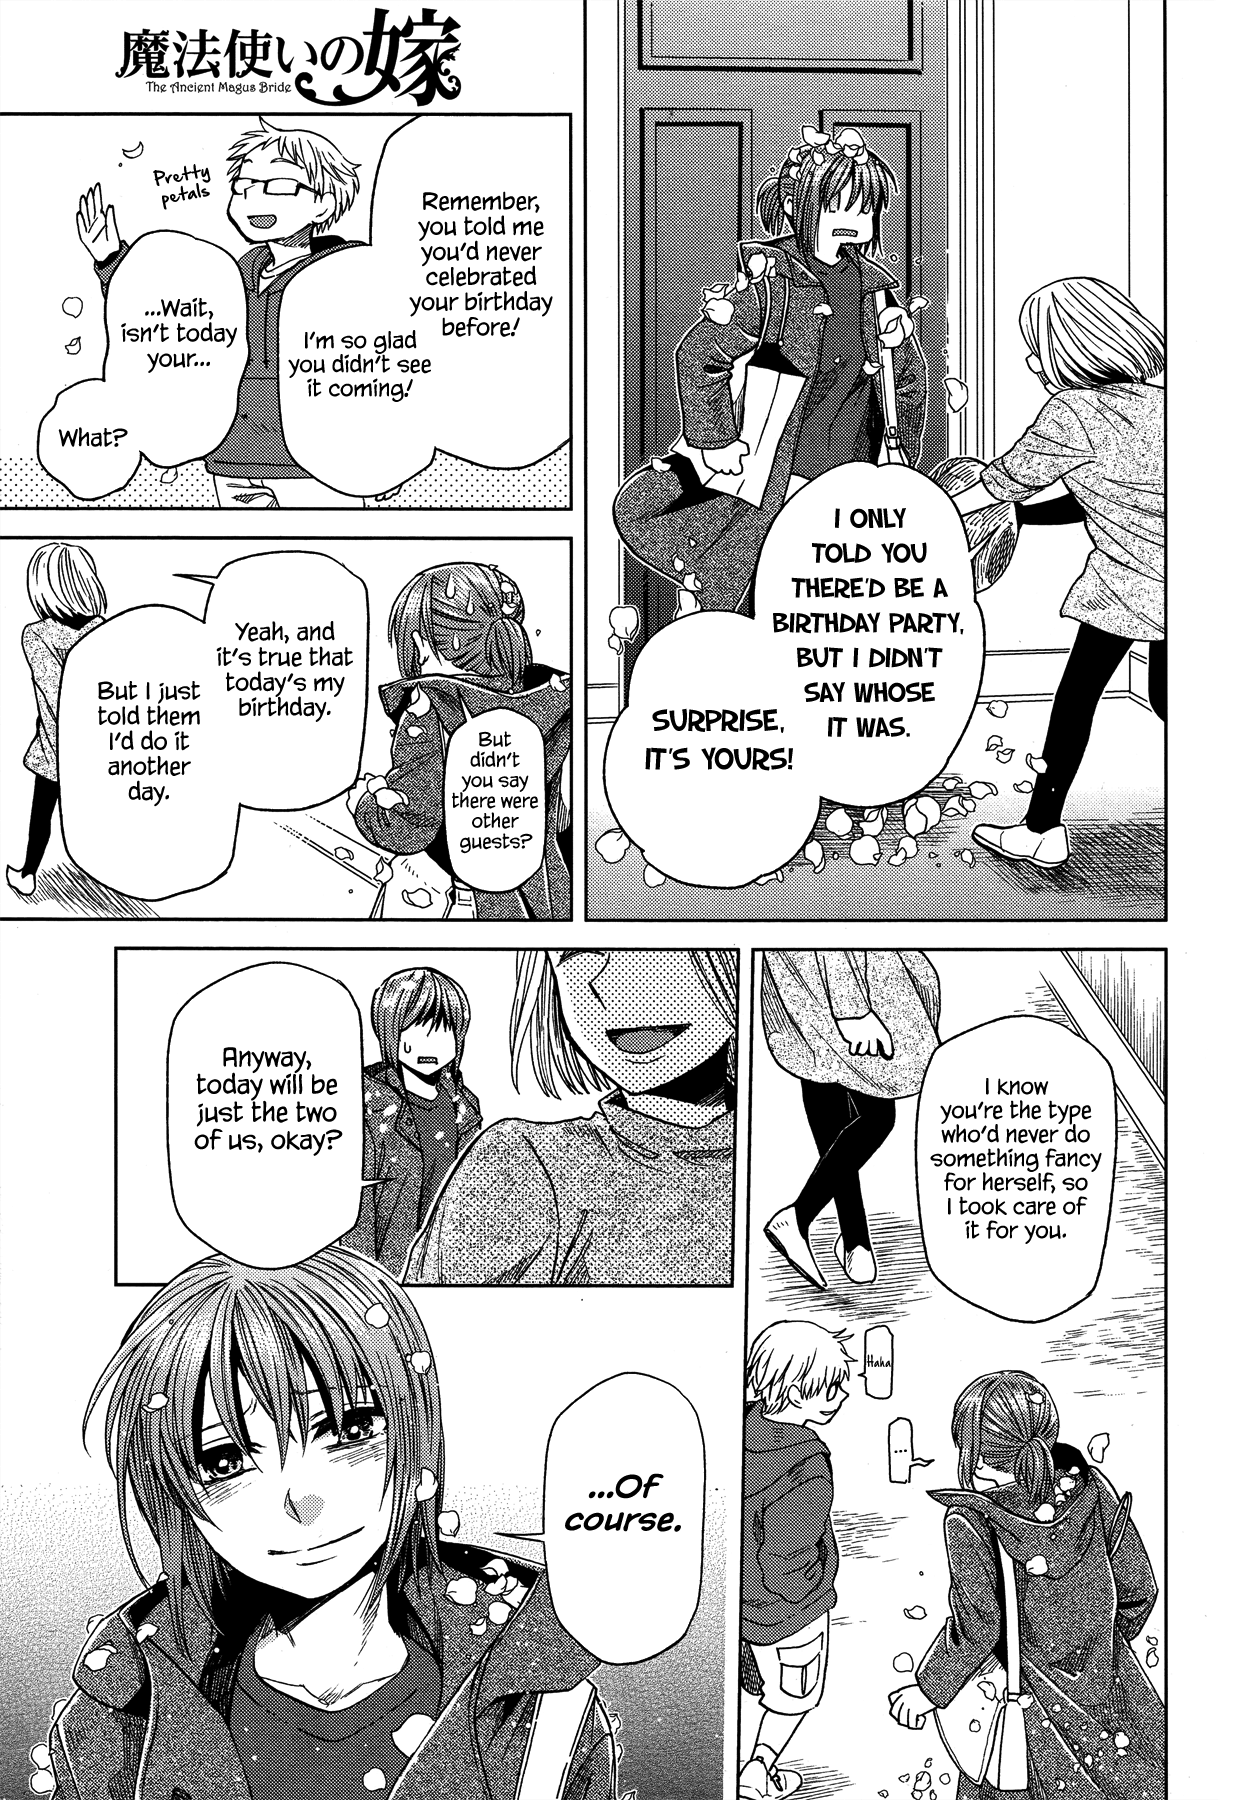 魔法使いの嫁
The Ancient Magus Bride
I ONLY
TOLD YOU
THERE'D BE A
BIRTHDAY PARTY,
BUT I DIDN'T
SAY WHOSE
IT WAS.
SURPRISE,
IT'S YOURS!
Remember,
you told me
you'd never
celebrated
your birthday
before!
I'm so glad
you didn't see
it coming!
Pretty
petals
...Wait,
isn't today
your...
What?
But
didn't
you say
there were
other
guests?
Yeah, and
it's true that
today's my
birthday.
But I just
told them
I'd do it
another
day.
I know
you're the type
who'd never do
something fancy
for herself, so
I took care of
it for you.
Haha
....
Anyway,
today will be
just the two
of us, okay?
...Of
course.